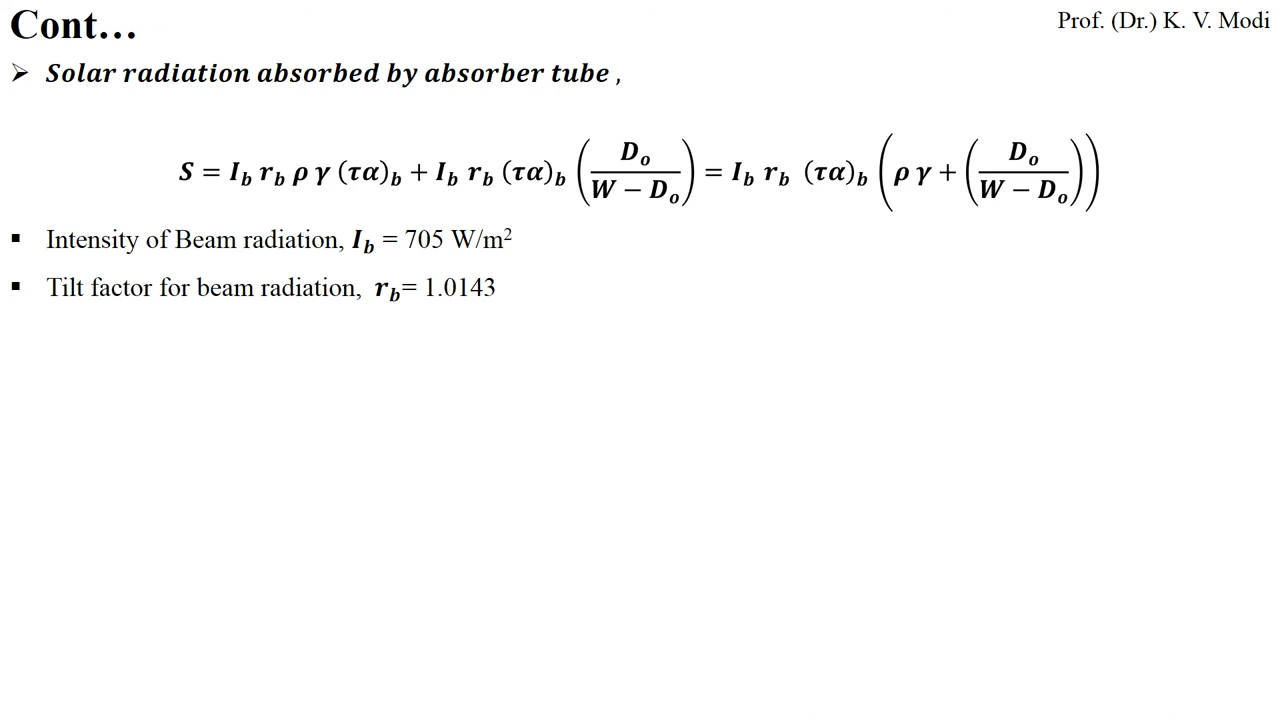 Cont…
Prof. (Dr.) K. V. Modi
➢ Solar radiation absorbed by absorber tube ,
S = I_b r_b ρ γ (τα)_b + I_b r_b (τα)_b (D_o / (W − D_o)) = I_b r_b (τα)_b (ρ γ + (D_o / (W − D_o)))
▪ Intensity of Beam radiation, I_b = 705 W/m²
▪ Tilt factor for beam radiation, r_b= 1.0143